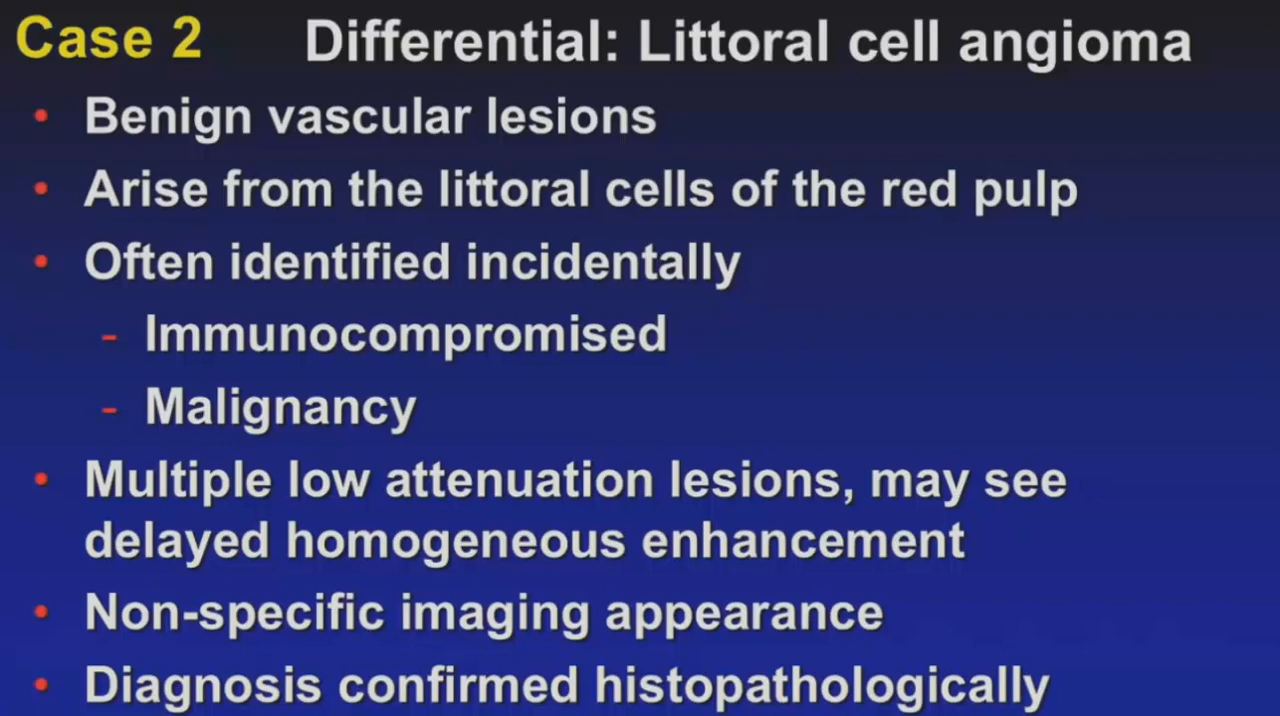 Case 2 Differential: Littoral cell angioma
• Benign vascular lesions
• Arise from the littoral cells of the red pulp
• Often identified incidentally
- Immunocompromised
- Malignancy
• Multiple low attenuation lesions, may see
delayed homogeneous enhancement
• Non-specific imaging appearance
• Diagnosis confirmed histopathologically